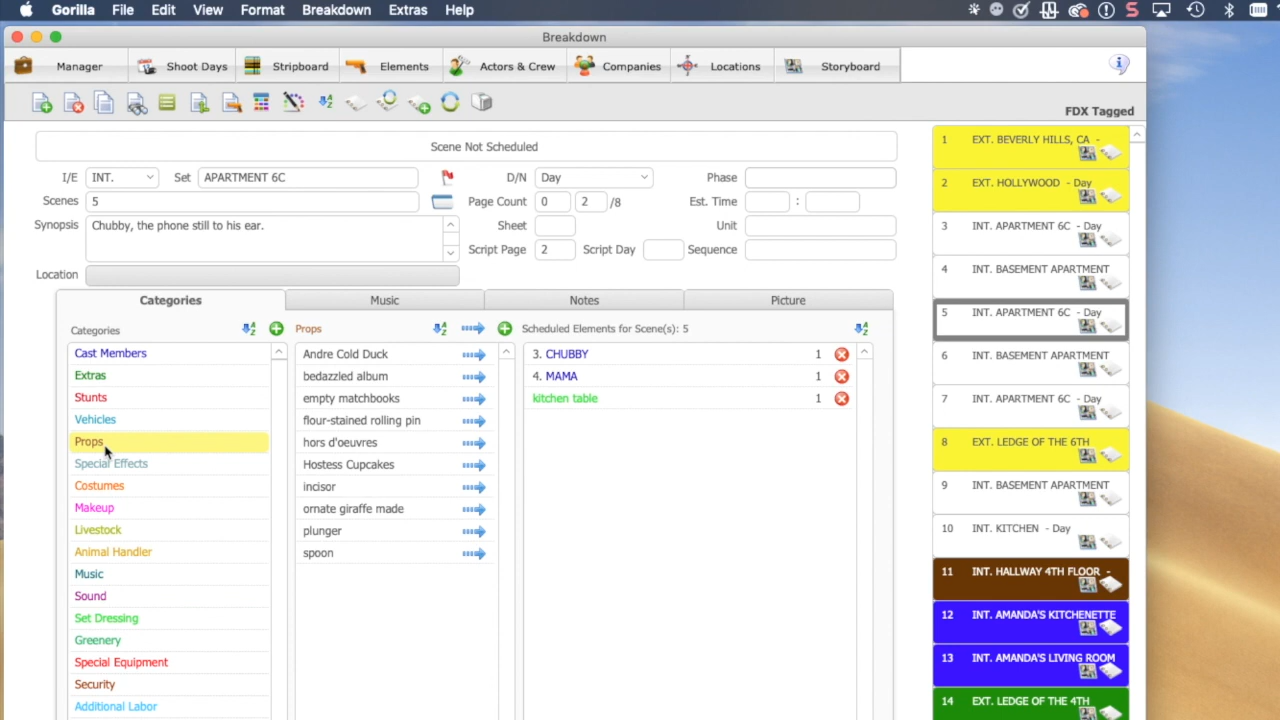 Gorilla File Edit View Format Breakdown Extras Help
Breakdown
Manager Shoot Days Stripboard Elements Actors & Crew Companies Locations Storyboard
FDX Tagged
Scene Not Scheduled
I/E INT. Set APARTMENT 6C D/N Day Phase
Scenes 5 Page Count 0 2 /8 Est. Time :
Synopsis Chubby, the phone still to his ear. Sheet Unit
Script Page 2 Script Day Sequence
Location
Categories Music Notes Picture
Categories Props Scheduled Elements for Scene(s): 5
Cast Members
Extras
Stunts
Vehicles
Props
Special Effects
Costumes
Makeup
Livestock
Animal Handler
Music
Sound
Set Dressing
Greenery
Special Equipment
Security
Additional Labor
Andre Cold Duck
bedazzled album
empty matchbooks
flour-stained rolling pin
hors d'oeuvres
Hostess Cupcakes
incisor
ornate giraffe made
plunger
spoon
3. CHUBBY 1
4. MAMA 1
kitchen table 1
1 EXT. BEVERLY HILLS, CA -
2 EXT. HOLLYWOOD - Day
3 INT. APARTMENT 6C - Day
4 INT. BASEMENT APARTMENT
5 INT. APARTMENT 6C - Day
6 INT. BASEMENT APARTMENT
7 INT. APARTMENT 6C - Day
8 EXT. LEDGE OF THE 6TH
9 INT. BASEMENT APARTMENT
10 INT. KITCHEN - Day
11 INT. HALLWAY 4TH FLOOR -
12 INT. AMANDA'S KITCHENETTE
13 INT. AMANDA'S LIVING ROOM
14 EXT. LEDGE OF THE 4TH